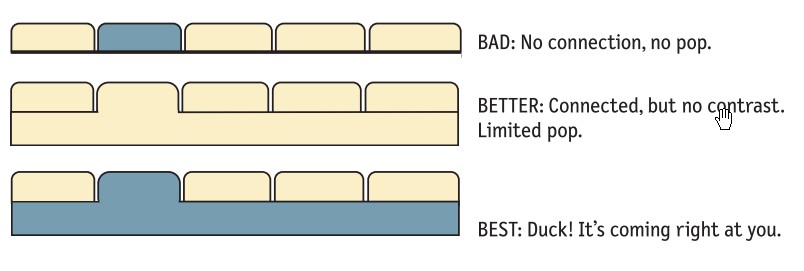 BAD: No connection, no pop.
BETTER: Connected, but no contrast.
Limited pop.
BEST: Duck! It's coming right at you.